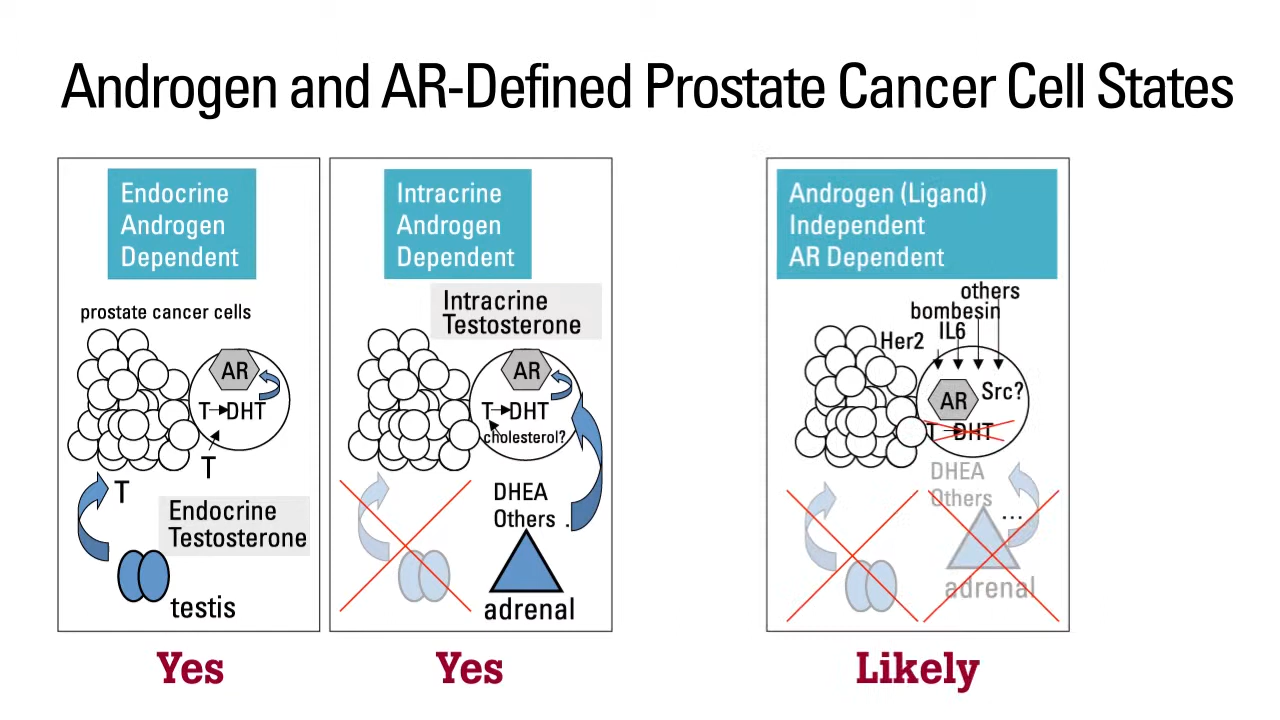 Androgen and AR-Defined Prostate Cancer Cell States
Endocrine
Androgen
Dependent
prostate cancer cells
AR
T DHT
T
T
Endocrine
Testosterone
testis
Yes
Intracrine
Androgen
Dependent
Intracrine
Testosterone
AR
T DHT
cholesterol?
DHEA
Others .
adrenal
Yes
Androgen (Ligand)
Independent
AR Dependent
others
bombesin
IL6
Her2
Src?
AR
T DHT
DHEA
Others
...
adrenal
Likely